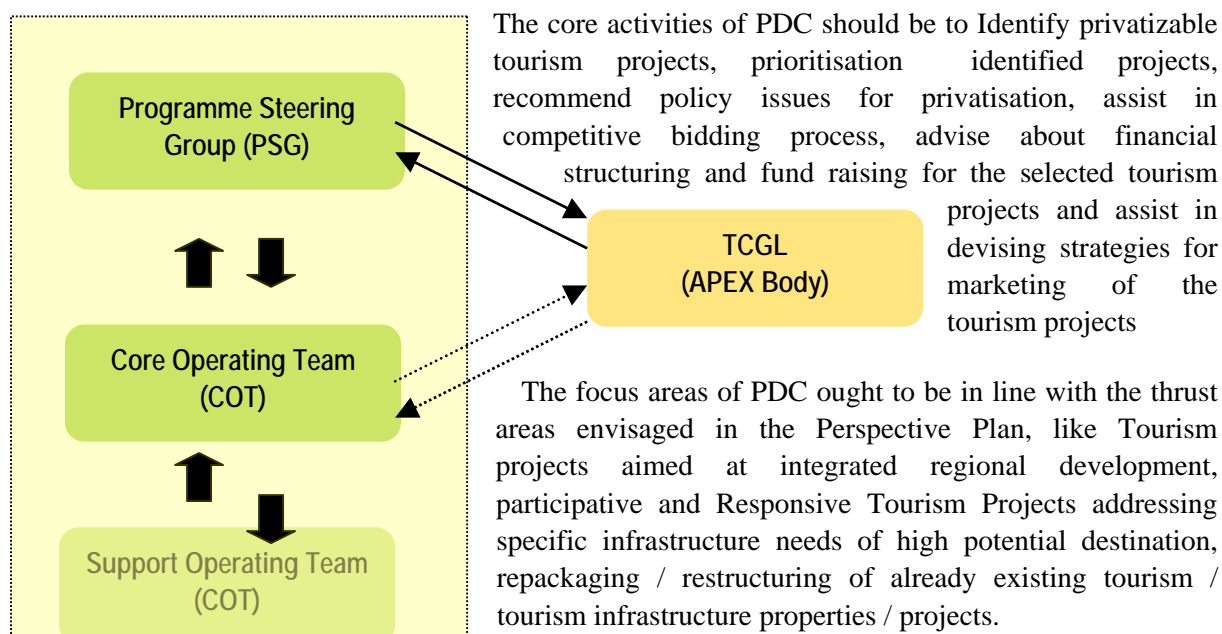 The core activities of PDC should be to Identify privatizable
tourism projects, prioritisation identified projects,
recommend policy issues for privatisation, assist in
competitive bidding process, advise about financial
structuring and fund raising for the selected tourism
projects and assist in
devising strategies for
marketing of the
tourism projects
The focus areas of PDC ought to be in line with the thrust
areas envisaged in the Perspective Plan, like Tourism
projects aimed at integrated regional development,
participative and Responsive Tourism Projects addressing
specific infrastructure needs of high potential destination,
repackaging / restructuring of already existing tourism /
tourism infrastructure properties / projects.
Programme Steering
Group (PSG)
TCGL
(APEX Body)
Core Operating Team
(COT)
Support Operating Team
(COT)